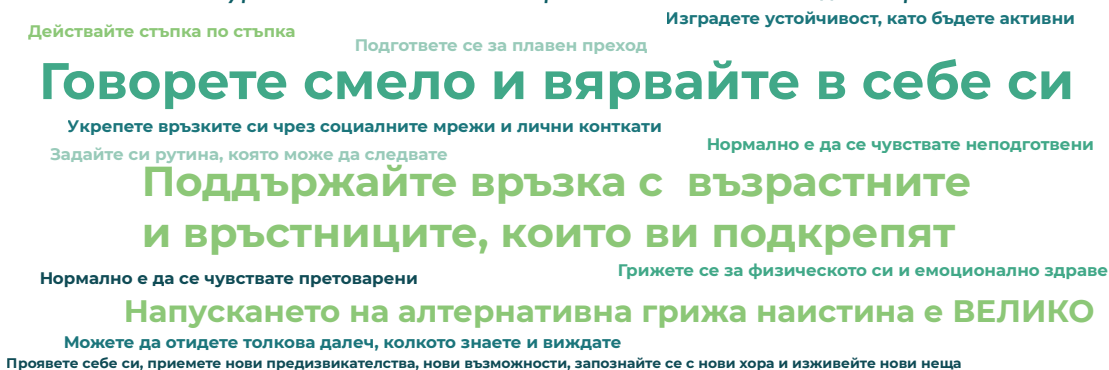 Изградете устойчивост, като бъдете активни
Действайте стъпка по стъпка
Подгответе се за плавен преход
Говорете смело и вярвайте в себе си
Укрепете връзките си чрез социалните мрежи и лични конткати
Нормално е да се чувствате неподготвени
Задайте си рутина, която може да следвате
Поддържайте връзка с възрастните
и връстниците, които ви подкрепят
Грижете се за физическото си и емоционално здраве
Нормално е да се чувствате претоварени
Напускането на алтернативна грижа наистина е ВЕЛИКО
Можете да отидете толкова далеч, колкото знаете и виждате
Проявете себе си, приемете нови предизвикателства, нови възможности, запознайте се с нови хора и изживейте нови неща